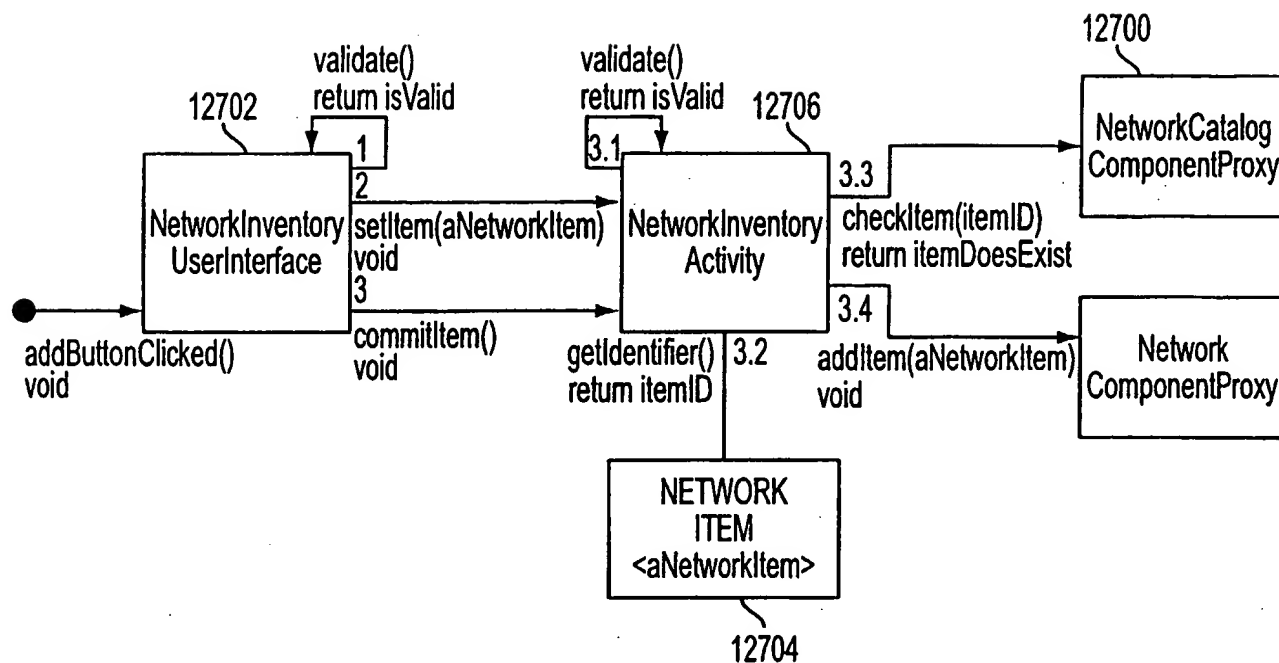 12700
validate()
return isValid
12702
1
2
NetworkInventory
UserInterface
setItem(aNetworkItem)
void
3
commitItem()
void
addButtonClicked()
void
validate()
return isValid
12706
3.1
NetworkInventory
Activity
getIdentifier()
return itemID
3.2
3.3
checkItem(itemID)
return itemDoesExist
3.4
addItem(aNetworkItem)
void
NetworkCatalog
ComponentProxy
Network
ComponentProxy
NETWORK
ITEM
<aNetworkItem>
12704